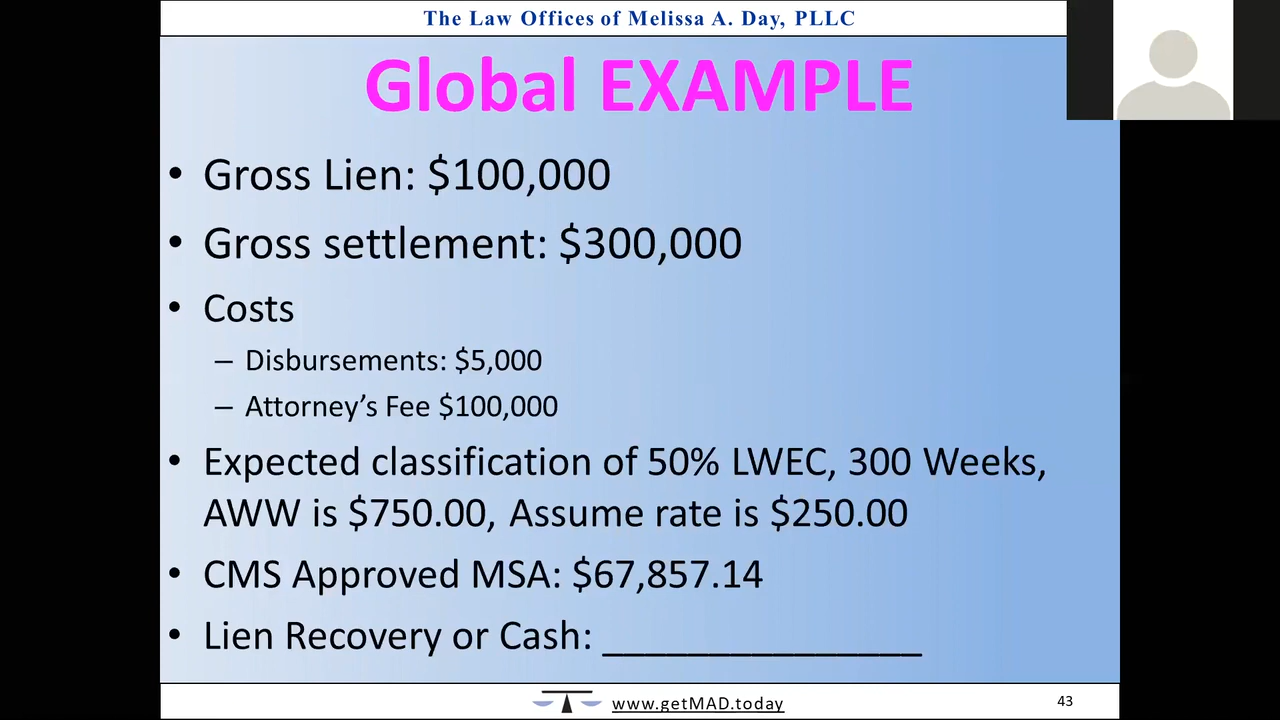 The Law Offices of Melissa A. Day, PLLC
Global EXAMPLE
• Gross Lien: $100,000
• Gross settlement: $300,000
• Costs
– Disbursements: $5,000
– Attorney's Fee $100,000
• Expected classification of 50% LWEC, 300 Weeks,
AWW is $750.00, Assume rate is $250.00
• CMS Approved MSA: $67,857.14
• Lien Recovery or Cash: _______________
www.getMAD.today
43